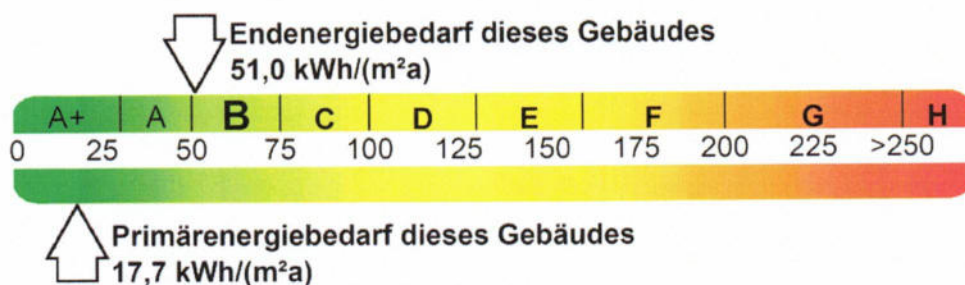 Endenergiebedarf dieses Gebäudes
51,0 kWh/(m²a)
A+ A B C D E F G H
0 25 50 75 100 125 150 175 200 225 >250
Primärenergiebedarf dieses Gebäudes
17,7 kWh/(m²a)